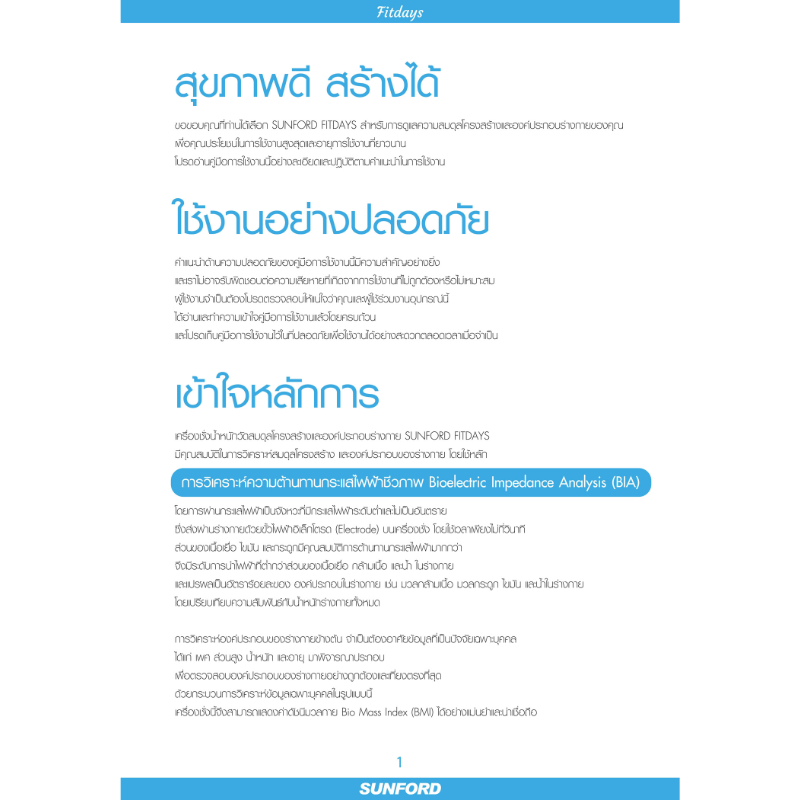 Fitdays
สุขภาพดี สร้างได้
ขอขอบคุณที่ท่านได้เลือก SUNFORD FITDAYS สำหรับการดูแลความสมดุลโครงสร้างและองค์ประกอบร่างกายของคุณ
เพื่อคุณประโยชน์ในการใช้งานสูงสุดและอายุการใช้งานที่ยาวนาน
โปรดอ่านคู่มือการใช้งานนี้อย่างละเอียดและปฏิบัติตามคำแนะนำในการใช้งาน
ใช้งานอย่างปลอดภัย
คำแนะนำด้านความปลอดภัยของคู่มือการใช้งานนี้มีความสำคัญอย่างยิ่ง
และเราไม่อาจรับผิดชอบต่อความเสียหายที่เกิดจากการใช้งานที่ไม่ถูกต้องหรือไม่เหมาะสม
ผู้ใช้งานจำเป็นต้องโปรดตรวจสอบให้แน่ใจว่าคุณและผู้ใช้ร่วมงานอุปกรณ์นี้
ได้อ่านและทำความเข้าใจคู่มือการใช้งานแล้วโดยครบถ้วน
และโปรดเก็บคู่มือการใช้งานไว้ในที่ปลอดภัยเพื่อใช้งานได้อย่างสะดวกตลอดเวลาเมื่อจำเป็น
เข้าใจหลักการ
เครื่องชั่งน้ำหนักวัดสมดุลโครงสร้างและองค์ประกอบร่างกาย SUNFORD FITDAYS
มีคุณสมบัติในการวิเคราะห์สมดุลโครงสร้าง และองค์ประกอบของร่างกาย โดยใช้หลัก
การวิเคราะห์ความต้านทานกระแสไฟฟ้าชีวภาพ Bioelectric Impedance Analysis (BIA)
โดยการผ่านกระแสไฟฟ้าเป็นจังหวะที่มีกระแสไฟฟ้าระดับต่ำและไม่เป็นอันตราย
ซึ่งส่งผ่านร่างกายด้วยขั้วไฟฟ้าอิเล็กโตรด (Electrode) บนเครื่องชั่ง โดยใช้เวลาเพียงไม่กี่วินาที
ส่วนของเนื้อเยื่อ ไขมัน และกระดูกมีคุณสมบัติการต้านทานกระแสไฟฟ้ามากกว่า
จึงมีระดับการนำไฟฟ้าที่ต่ำกว่าส่วนของเนื้อเยื่อ กล้ามเนื้อ และน้ำ ในร่างกาย
และแปรผลเป็นอัตราร้อยละของ องค์ประกอบในร่างกาย เช่น มวลกล้ามเนื้อ มวลกระดูก ไขมัน และน้ำในร่างกาย
โดยเปรียบเทียบความสัมพันธ์กับน้ำหนักร่างกายทั้งหมด
การวิเคราะห์องค์ประกอบของร่างกายข้างต้น จำเป็นต้องอาศัยข้อมูลที่เป็นปัจจัยเฉพาะบุคคล
ได้แก่ เพศ ส่วนสูง น้ำหนัก และอายุ มาพิจารณาประกอบ
เพื่อตรวจสอบองค์ประกอบของร่างกายอย่างถูกต้องและเที่ยงตรงที่สุด
ด้วยกระบวนการวิเคราะห์ข้อมูลเฉพาะบุคคลในรูปแบบนี้
เครื่องชั่งนี้จึงสามารถแสดงค่าดัชนีมวลกาย Bio Mass Index (BMI) ได้อย่างแม่นยำและน่าเชื่อถือ
1
SUNFORD